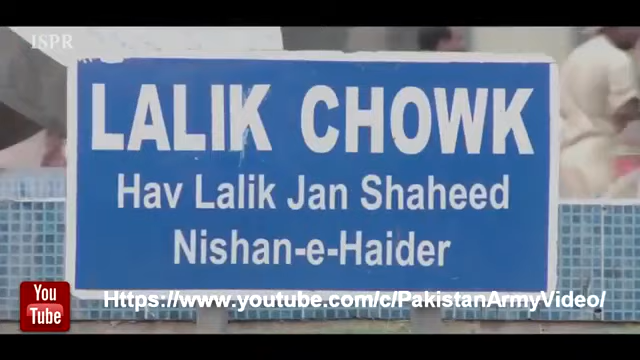 ISPR
LALIK CHOWK
Hav Lalik Jan Shaheed
Nishan-e-Haider
You
Tube
Https://www.youtube.com/c/PakistanArmyVideo/